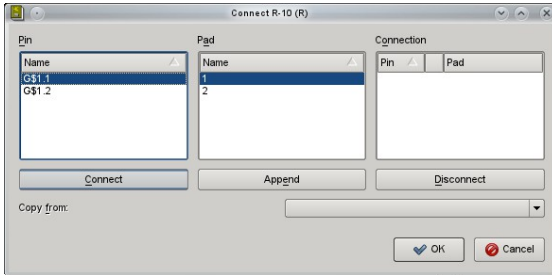 Connect R-10 (R)
Pin
Pad
Connection
Name
Name
Pin
Pad
G$1.1
1
G$1.2
2
Connect
Append
Disconnect
Copy from:
OK
Cancel